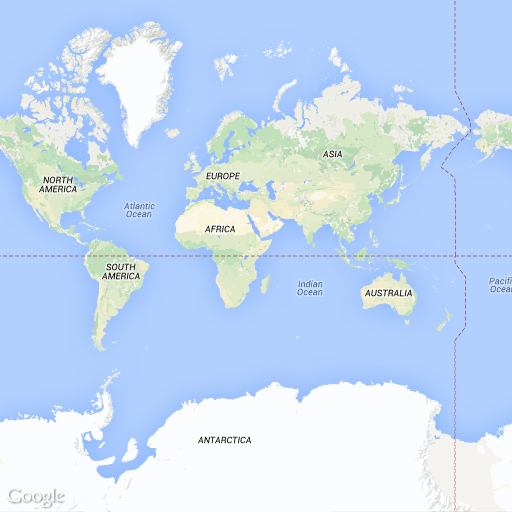 ASIA
EUROPE
NORTH
AMERICA
Atlantic
Ocean
AFRICA
SOUTH
AMERICA
Indian
Ocean
Pacific
Ocean
AUSTRALIA
ANTARCTICA
Google